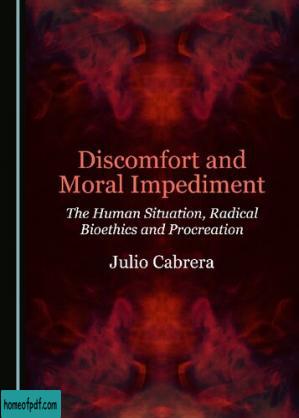 Discomfort and
Moral Impediment
The Human Situation, Radical
Bioethics and Procreation
Julio Cabrera
homeofpdf.com